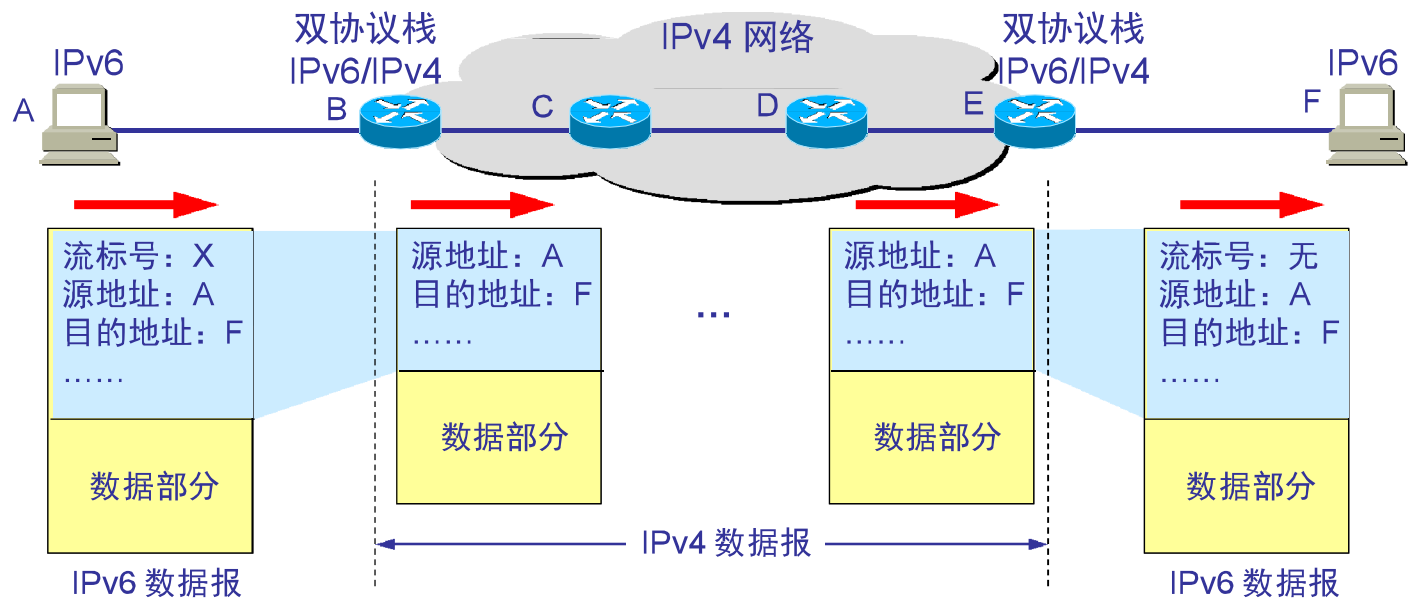 双协议栈
IPv6/IPv4
IPv4 网络
双协议栈
IPv6/IPv4
IPv6
IPv6
A
B
C
D
E
F
流标号：X
源地址：A
目的地址：F
……
数据部分
IPv6 数据报
源地址：A
目的地址：F
……
数据部分
…
源地址：A
目的地址：F
……
数据部分
IPv4 数据报
流标号：无
源地址：A
目的地址：F
……
数据部分
IPv6 数据报